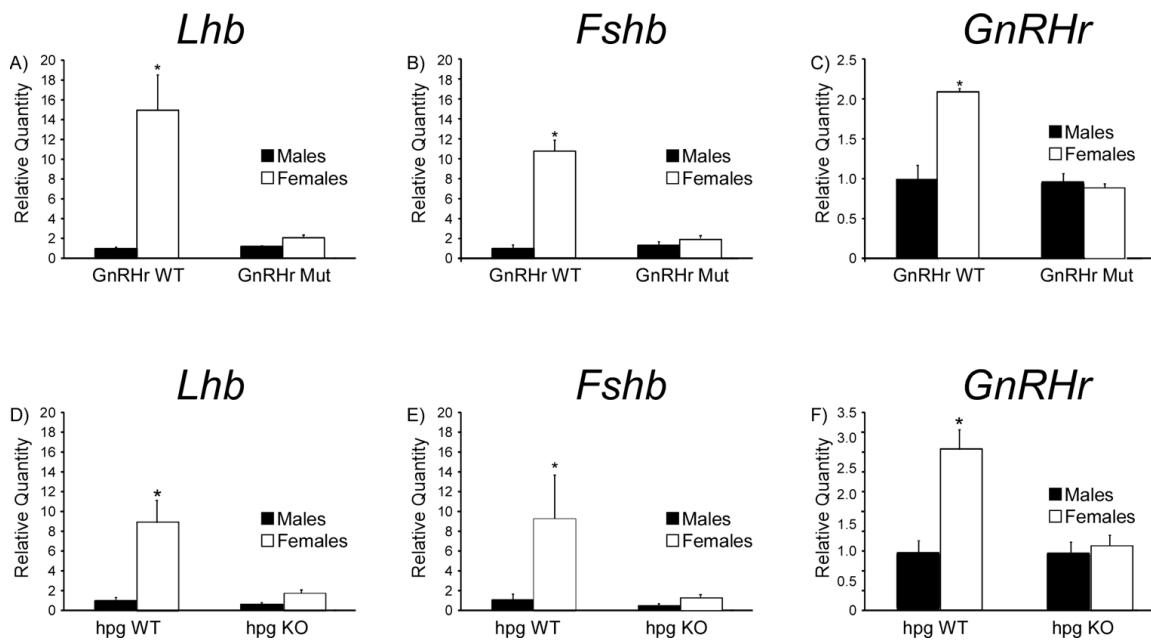 Lhb
A)
*
20
18
16
14
12
10
8
6
4
2
0
Relative Quantity
Males
Females
GnRHr WT GnRHr Mut
Fshb
B)
*
20
18
16
14
12
10
8
6
4
2
0
Relative Quantity
Males
Females
GnRHr WT GnRHr Mut
GnRHr
C)
*
2.5
2.0
1.5
1.0
0.5
0
Relative Quantity
Males
Females
GnRHr WT GnRHr Mut
Lhb
D)
*
20
18
16
14
12
10
8
6
4
2
0
Relative Quantity
Males
Females
hpg WT hpg KO
Fshb
E)
*
20
18
16
14
12
10
8
6
4
2
0
Relative Quantity
Males
Females
hpg WT hpg KO
GnRHr
F)
*
3.5
3.0
2.5
2.0
1.5
1.0
0.5
0
Relative Quantity
Males
Females
hpg WT hpg KO